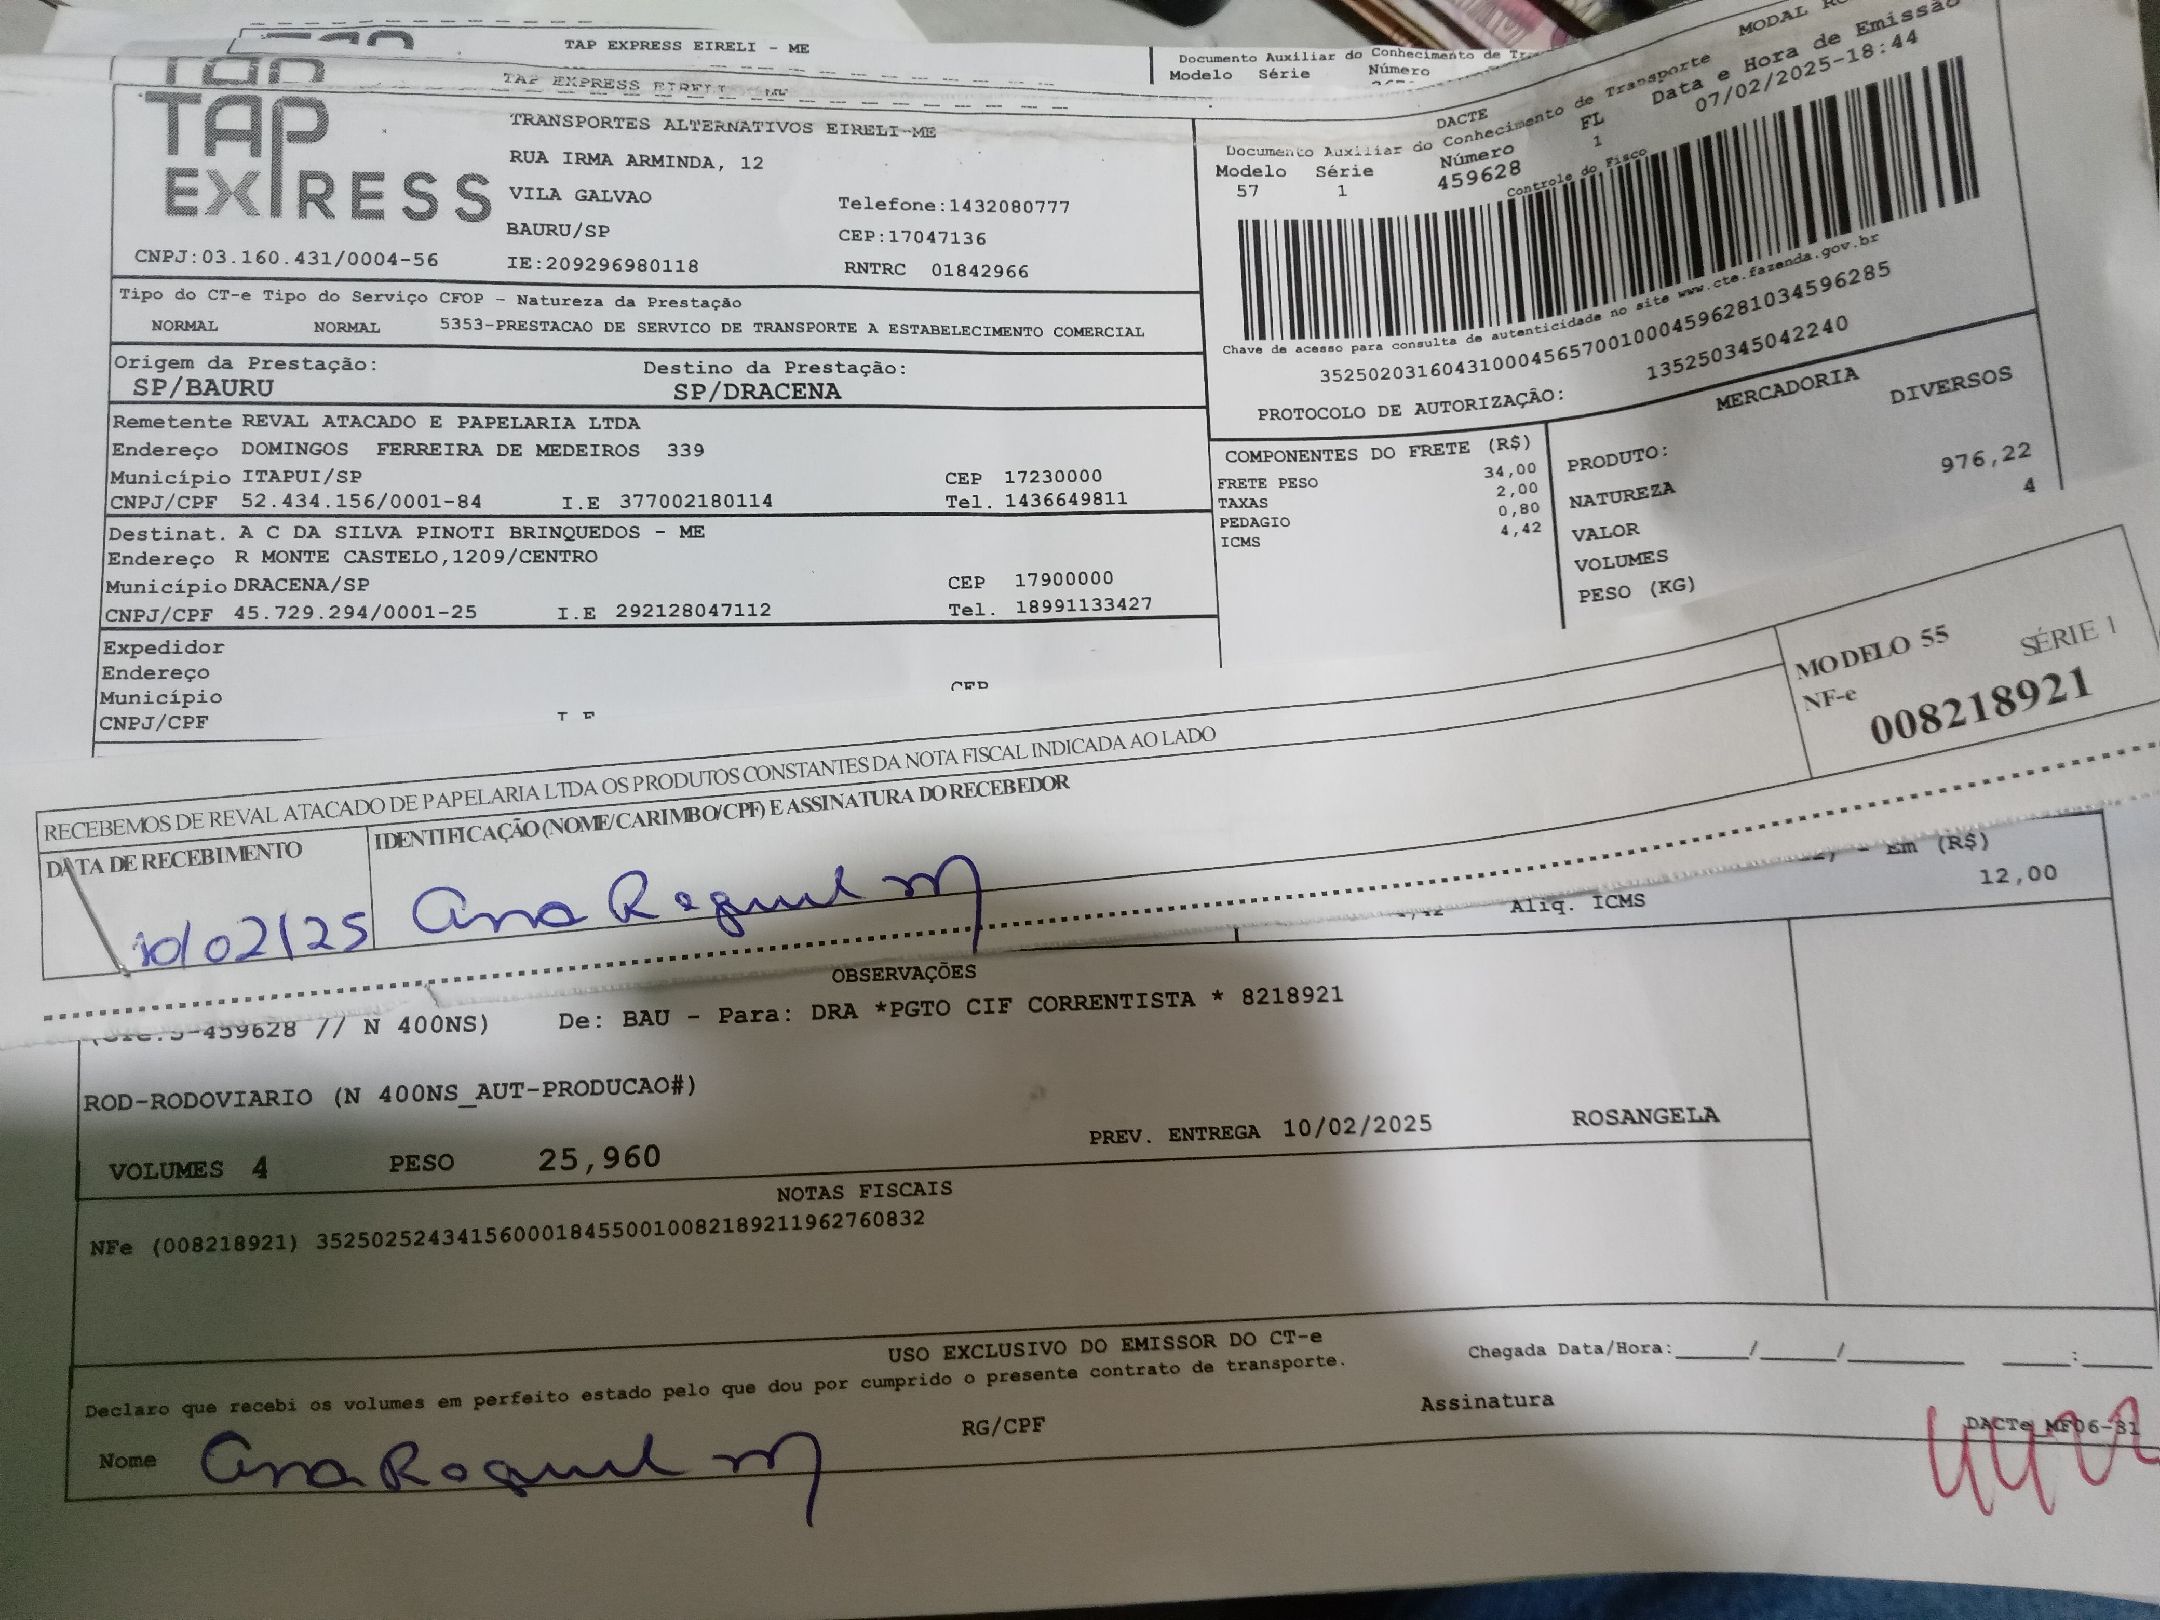 TAP EXPRESS EIRELI - ME
Documento Auxiliar do Conhecimento de
Modelo Série Número
TAP EXPRESS EIRELI
TAP EXPRESS
TRANSPORTES ALTERNATIVOS EIRELI-ME
RUA IRMA ARMINDA, 12
VILA GALVAO Telefone:1432080777
BAURU/SP CEP:17047136
CNPJ:03.160.431/0004-56 IE:209296980118 RNTRC 01842966
MODAL
DACTE
Documento Auxiliar do Conhecimento de Transporte
Data e Hora de Emissão
Modelo Série Número FL 07/02/2025-18:44
57 1 459628 1
Controle do Fisco
Chave de acesso para consulta de autenticidade no site www.cte.fazenda.gov.br
35250203160431000456570010004596281034596285
PROTOCOLO DE AUTORIZAÇÃO: 135250345042240
Tipo do CT-e Tipo do Serviço CFOP - Natureza da Prestação
NORMAL NORMAL 5353-PRESTACAO DE SERVICO DE TRANSPORTE A ESTABELECIMENTO COMERCIAL
Origem da Prestação: Destino da Prestação:
SP/BAURU SP/DRACENA
Remetente REVAL ATACADO E PAPELARIA LTDA
Endereço DOMINGOS FERREIRA DE MEDEIROS 339
Município ITAPUI/SP CEP 17230000
CNPJ/CPF 52.434.156/0001-84 I.E 377002180114 Tel. 1436649811
Destinat. A C DA SILVA PINOTI BRINQUEDOS - ME
Endereço R MONTE CASTELO,1209/CENTRO
Município DRACENA/SP CEP 17900000
CNPJ/CPF 45.729.294/0001-25 I.E 292128047112 Tel. 18991133427
Expedidor
Endereço
Município CEP
CNPJ/CPF I E
COMPONENTES DO FRETE (R$)
FRETE PESO 34,00
TAXAS 2,00
PEDAGIO 0,80
ICMS 4,42
MERCADORIA
PRODUTO: DIVERSOS
NATUREZA
VALOR 976,22
VOLUMES 4
PESO (KG)
MODELO 55 SÉRIE 1
NF-e
008218921
RECEBEMOS DE REVAL ATACADO DE PAPELARIA LTDA OS PRODUTOS CONSTANTES DA NOTA FISCAL INDICADA AO LADO
DATA DE RECEBIMENTO IDENTIFICAÇÃO (NOME/CARIMBO/CPF) E ASSINATURA DO RECEBEDOR
10/02/25 Ana Raquel M
- Em (R$)
Aliq. ICMS 12,00
OBSERVAÇÕES
459628 // N 400NS) De: BAU - Para: DRA *PGTO CIF CORRENTISTA * 8218921
ROD-RODOVIARIO (N 400NS_AUT-PRODUCAO#)
VOLUMES 4 PESO 25,960 PREV. ENTREGA 10/02/2025 ROSANGELA
NOTAS FISCAIS
NFe (008218921) 35250252434156000184550010082189211962760832
USO EXCLUSIVO DO EMISSOR DO CT-e
Declaro que recebi os volumes em perfeito estado pelo que dou por cumprido o presente contrato de transporte.
Chegada Data/Hora:_____/_____/________ _____:_____
Nome Ana Raquel M RG/CPF Assinatura
DACTe_MF06-31